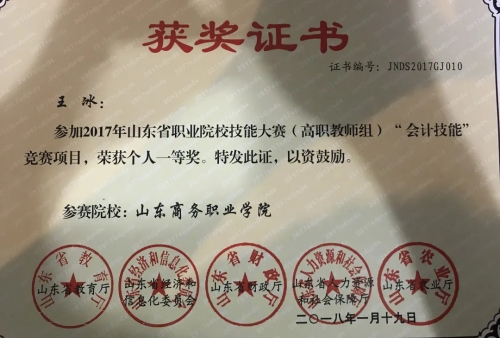 获奖证书
证书编号：JNDS2017GJ010
王 冰：
参加2017年山东省职业院校技能大赛（高职教师组）“会计技能”
竞赛项目，荣获个人一等奖。特发此证，以资鼓励。
参赛院校：山东商务职业学院
山东省教育厅
山东省经济和
信息化委员会
山东省财政厅
山东省人力资源
和社会保障厅
山东省农业厅
二〇一八年一月十九日